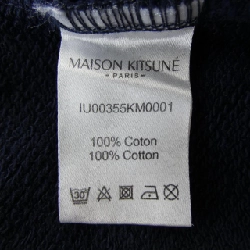 MAISON KITSUNÉ
PARIS
IU00355KM0001
100% Coton
100% Cotton
30°